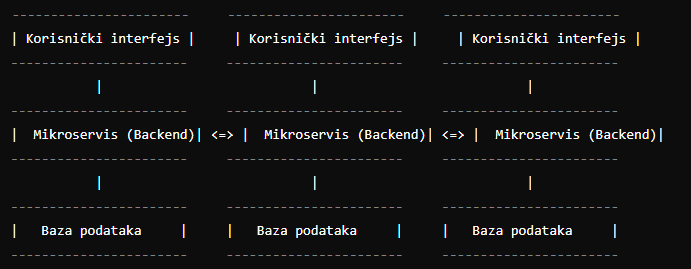 ------------------------ ------------------------ ------------------------
| Korisnički interfejs | | Korisnički interfejs | | Korisnički interfejs |
------------------------ ------------------------ ------------------------
| | |
------------------------ ------------------------ ------------------------
| Mikroservis (Backend)| <=> | Mikroservis (Backend)| <=> | Mikroservis (Backend)|
------------------------ ------------------------ ------------------------
| | |
------------------------ ------------------------ ------------------------
| Baza podataka | | Baza podataka | | Baza podataka |
------------------------ ------------------------ ------------------------